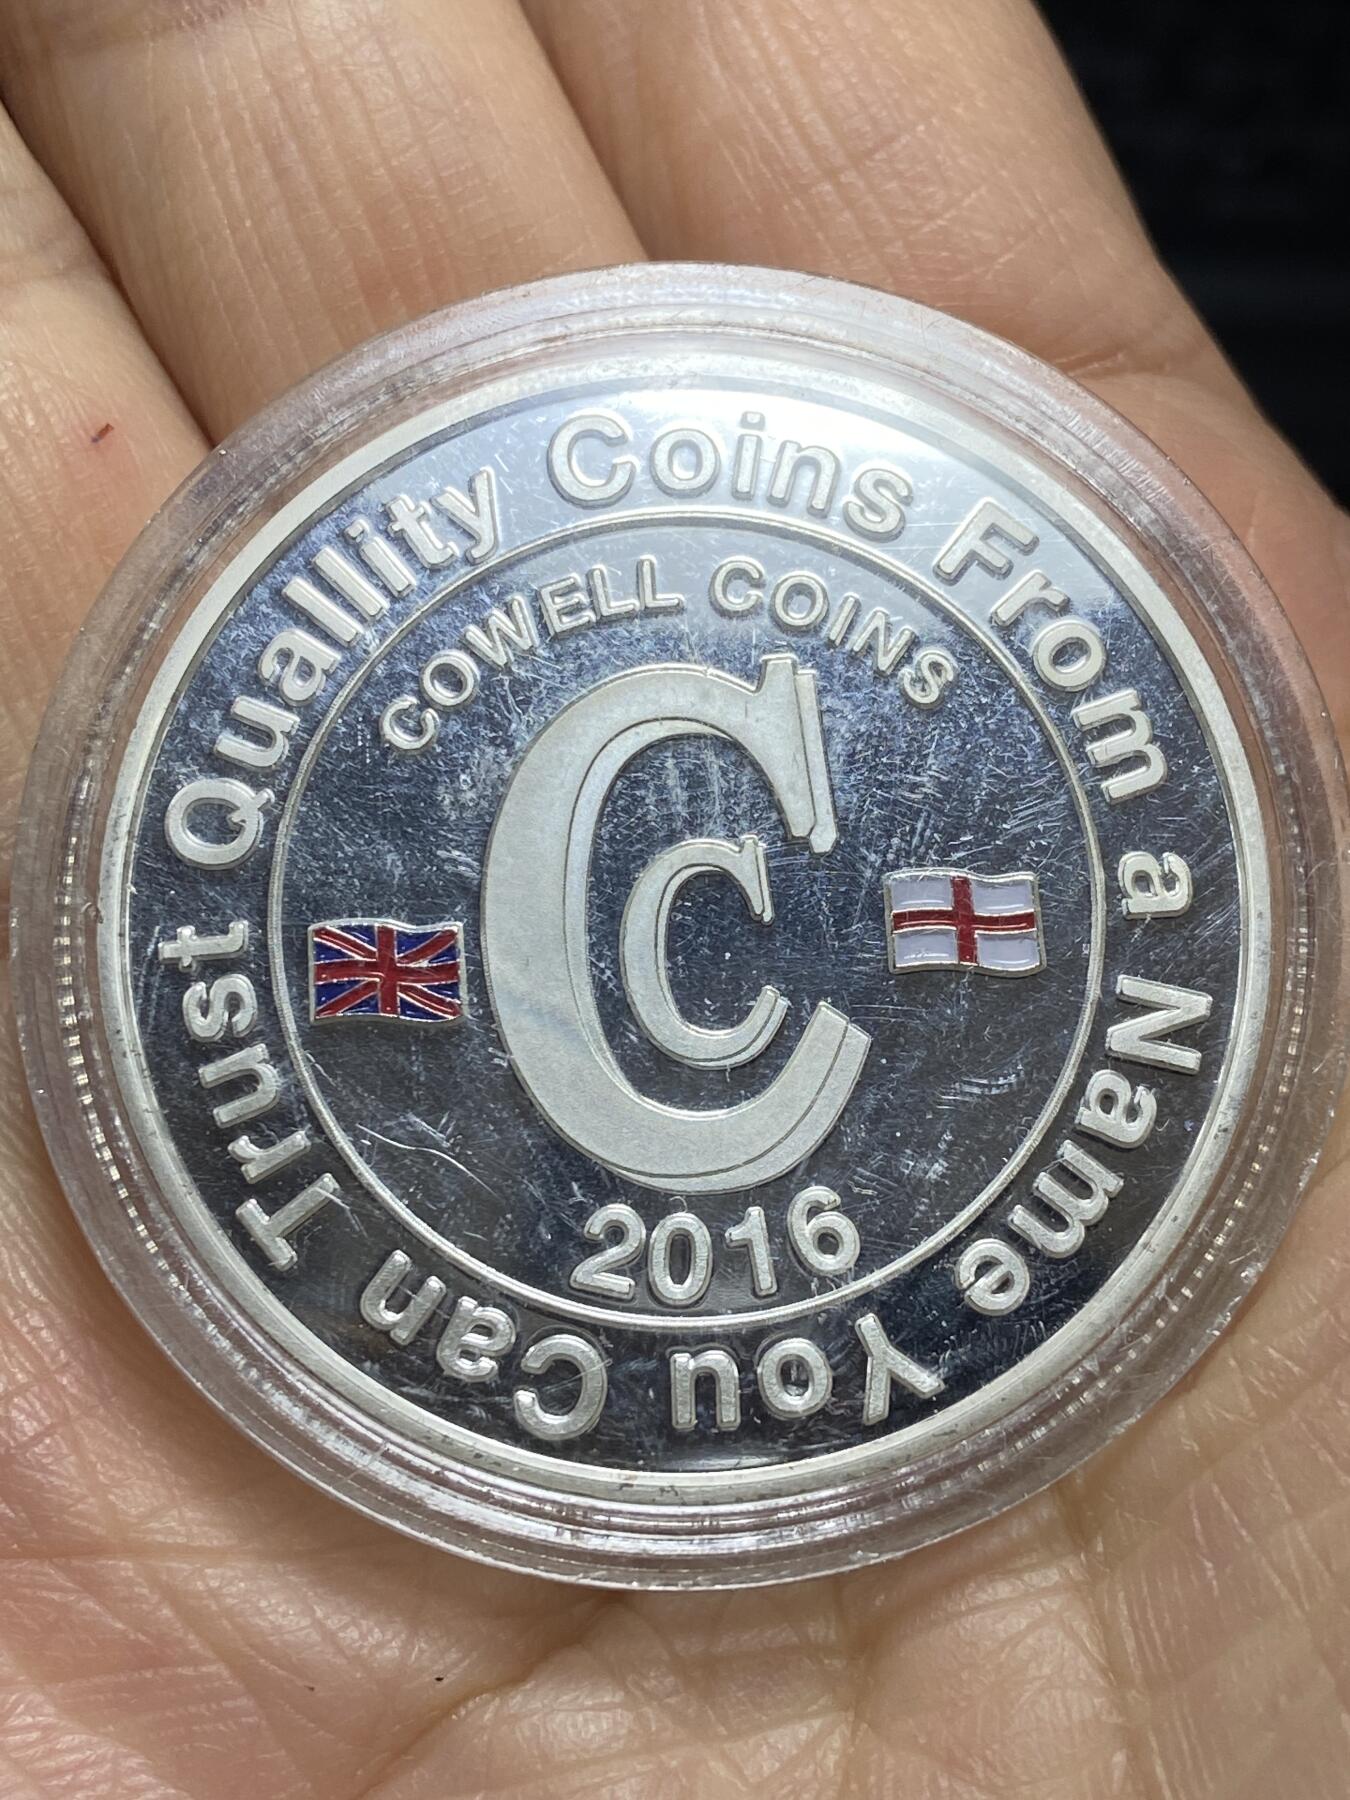 Quallity Coins From a Name You Can Trust
COWELL COINS
C
C
2016